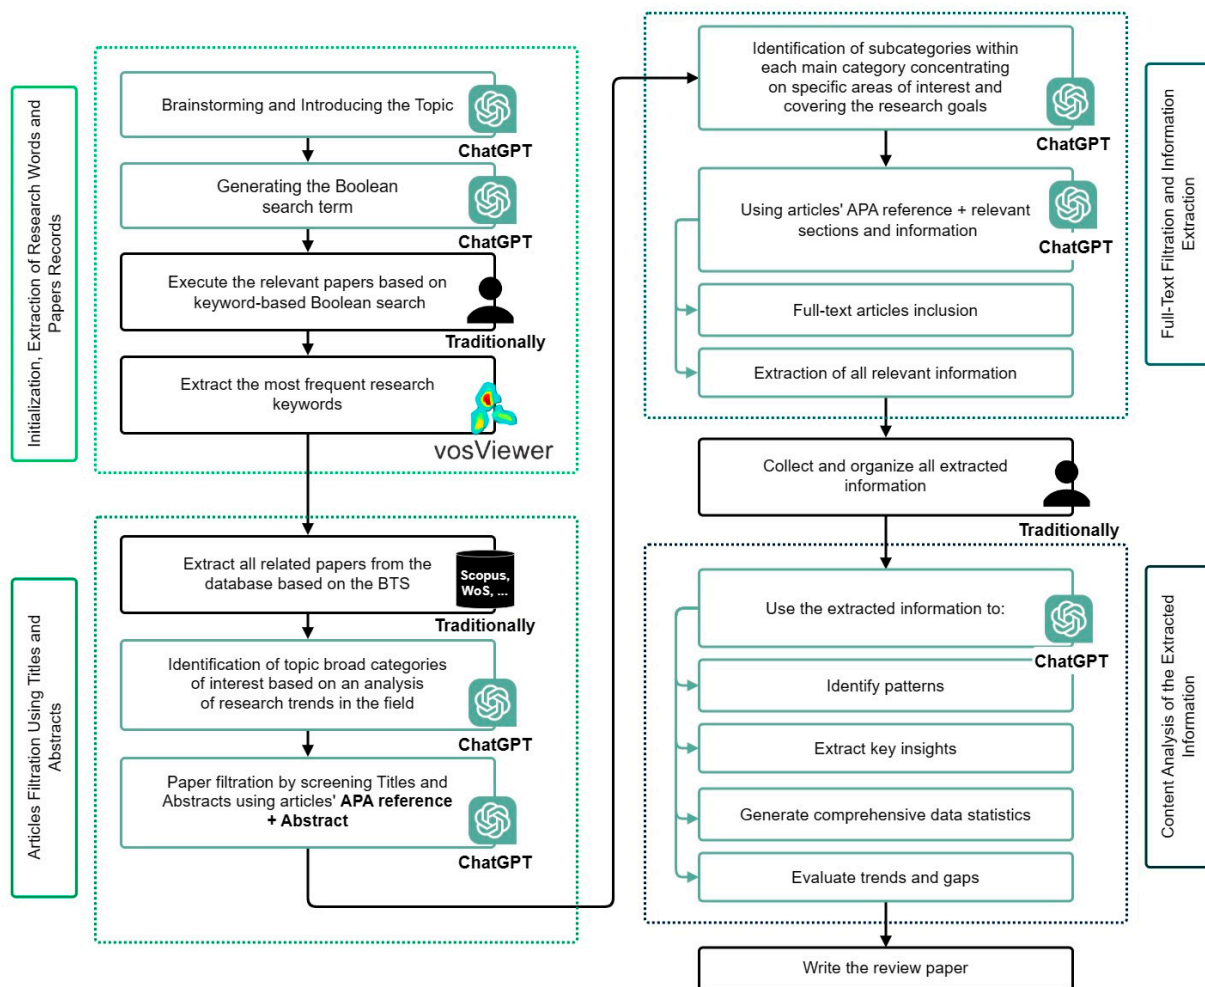 Initialization, Extraction of Research Words and
Papers Records
Brainstorming and Introducing the Topic
ChatGPT
Generating the Boolean
search term
ChatGPT
Execute the relevant papers based on
keyword-based Boolean search
Traditionally
Extract the most frequent research
keywords
vosViewer
Articles Filtration Using Titles and
Abstracts
Extract all related papers from the
database based on the BTS
Scopus,
WoS, ...
Traditionally
Identification of topic broad categories
of interest based on an analysis
of research trends in the field
ChatGPT
Paper filtration by screening Titles and
Abstracts using articles' APA reference
+ Abstract
ChatGPT
Identification of subcategories within
each main category concentrating
on specific areas of interest and
covering the research goals
ChatGPT
Using articles' APA reference + relevant
sections and information
ChatGPT
Full-text articles inclusion
Extraction of all relevant information
Full-Text Filtration and Information
Extraction
Collect and organize all extracted
information
Traditionally
Use the extracted information to:
ChatGPT
Identify patterns
Extract key insights
Generate comprehensive data statistics
Evaluate trends and gaps
Content Analysis of the Extracted
Information
Write the review paper